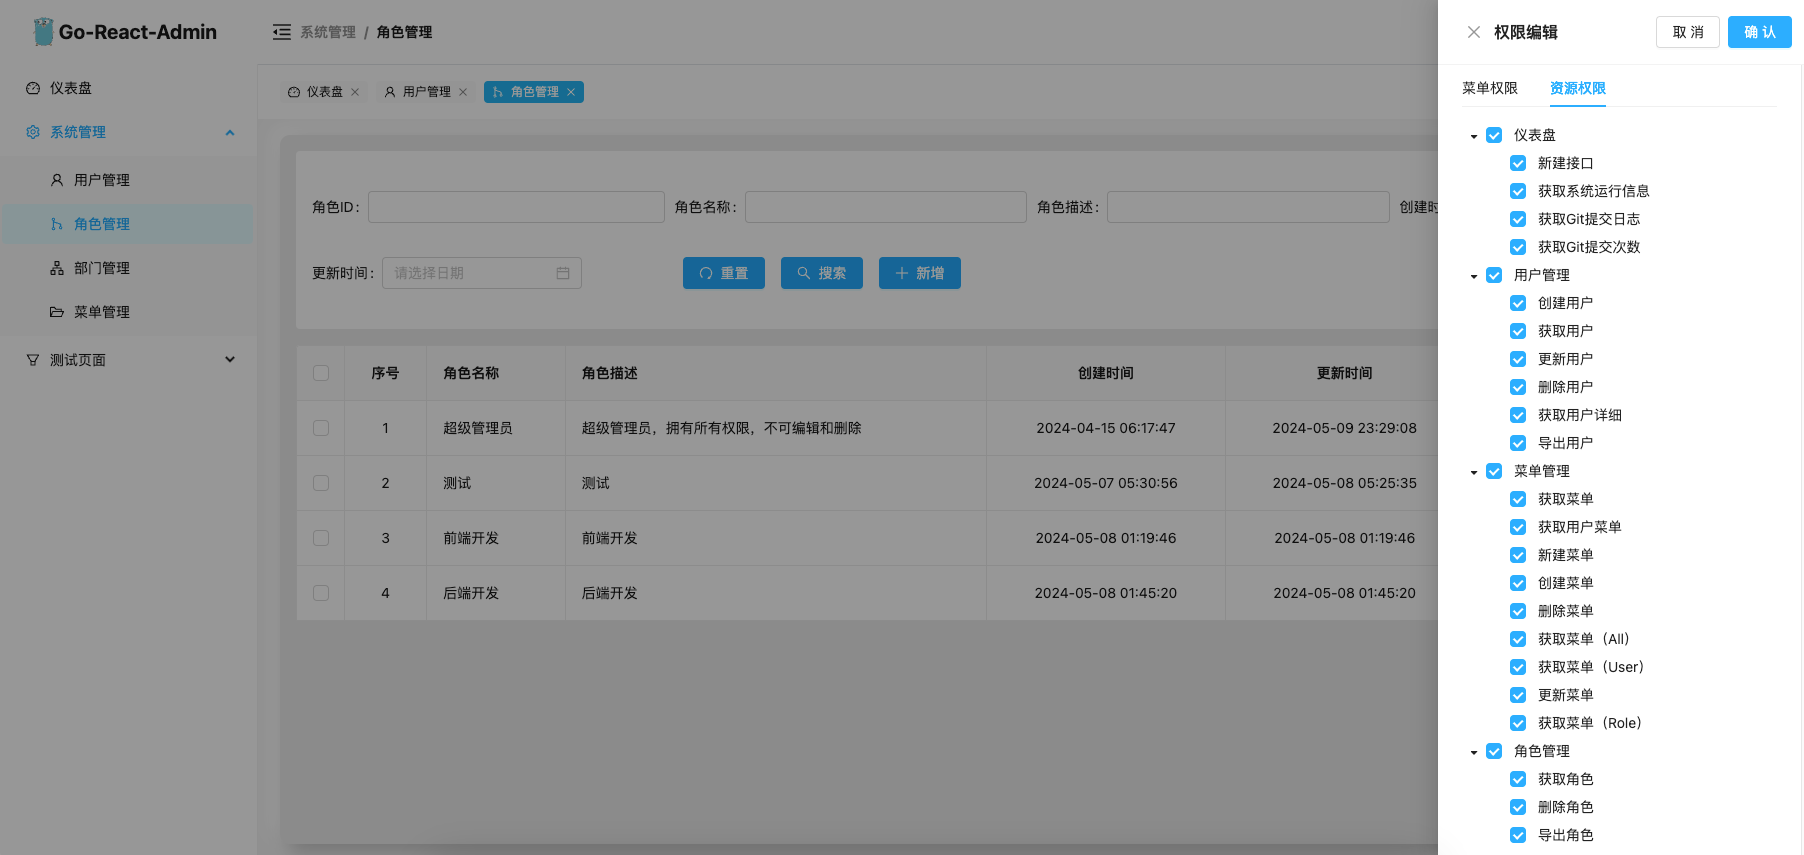 Go-React-Admin
仪表盘
系统管理
用户管理
角色管理
部门管理
菜单管理
测试页面
系统管理 / 角色管理
仪表盘 用户管理 角色管理
角色ID: 角色名称: 角色描述: 创建时
更新时间: 请选择日期 重置 搜索 新增
序号 角色名称 角色描述 创建时间 更新时间
1 超级管理员 超级管理员，拥有所有权限，不可编辑和删除 2024-04-15 06:17:47 2024-05-09 23:29:08
2 测试 测试 2024-05-07 05:30:56 2024-05-08 05:25:35
3 前端开发 前端开发 2024-05-08 01:19:46 2024-05-08 01:19:46
4 后端开发 后端开发 2024-05-08 01:45:20 2024-05-08 01:45:20
权限编辑 取 消 确 认
菜单权限 资源权限
仪表盘
新建接口
获取系统运行信息
获取Git提交日志
获取Git提交次数
用户管理
创建用户
获取用户
更新用户
删除用户
获取用户详细
导出用户
菜单管理
获取菜单
获取用户菜单
新建菜单
创建菜单
删除菜单
获取菜单（All）
获取菜单（User）
更新菜单
获取菜单（Role）
角色管理
获取角色
删除角色
导出角色